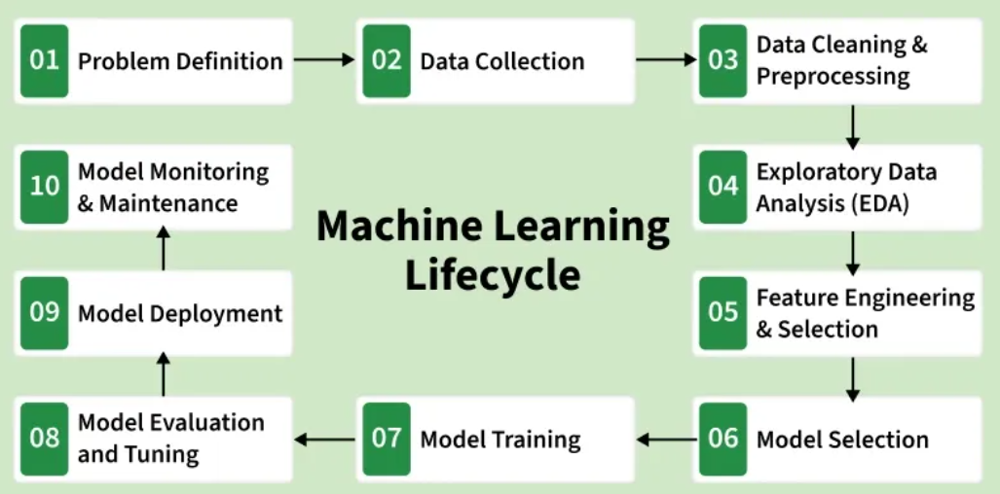 01 Problem Definition
02 Data Collection
03 Data Cleaning &
Preprocessing
04 Exploratory Data
Analysis (EDA)
05 Feature Engineering
& Selection
06 Model Selection
07 Model Training
08 Model Evaluation
and Tuning
09 Model Deployment
10 Model Monitoring
& Maintenance
Machine Learning
Lifecycle